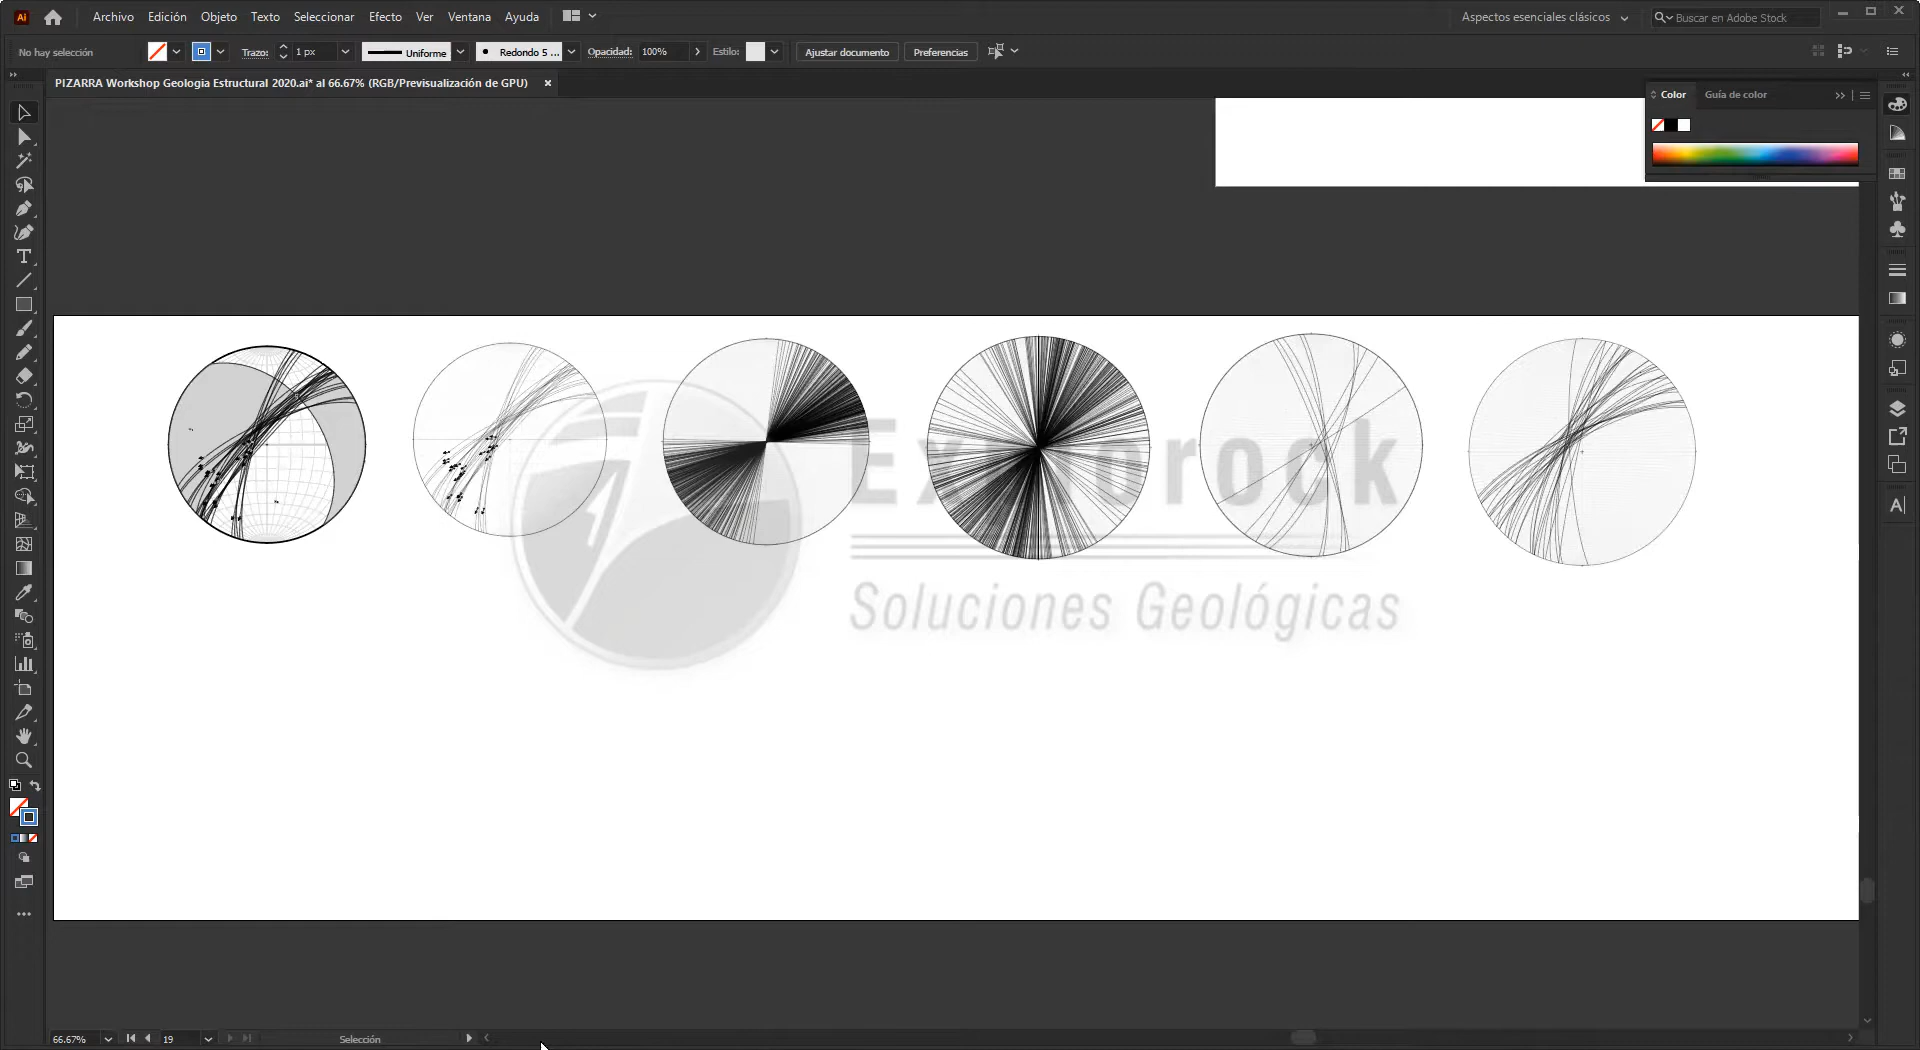 Ai Archivo Edición Objeto Texto Seleccionar Efecto Ver Ventana Ayuda Aspectos esenciales clásicos Buscar en Adobe Stock
No hay selección Trazo: 1 px Uniforme Redondo 5 ... Opacidad: 100% Estilo: Ajustar documento Preferencias
PIZARRA Workshop Geologia Estructural 2020.ai* al 66.67% (RGB/Previsualización de GPU)
Color Guía de color
Soluciones Geológicas
66.67% 19 Selección